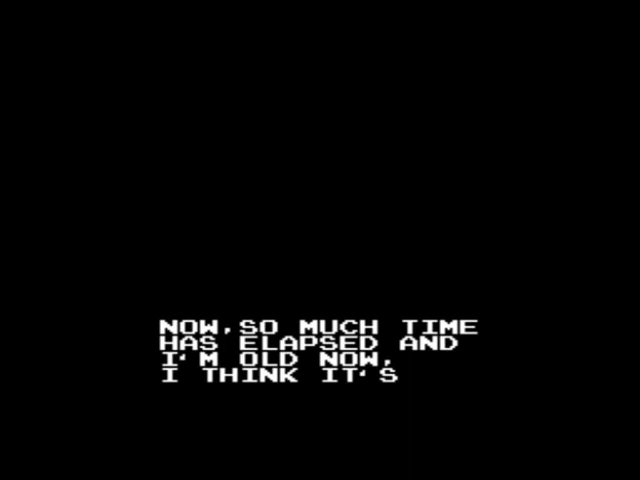 NOW,SO MUCH TIME
HAS ELAPSED AND
I'M OLD NOW,
I THINK IT'S